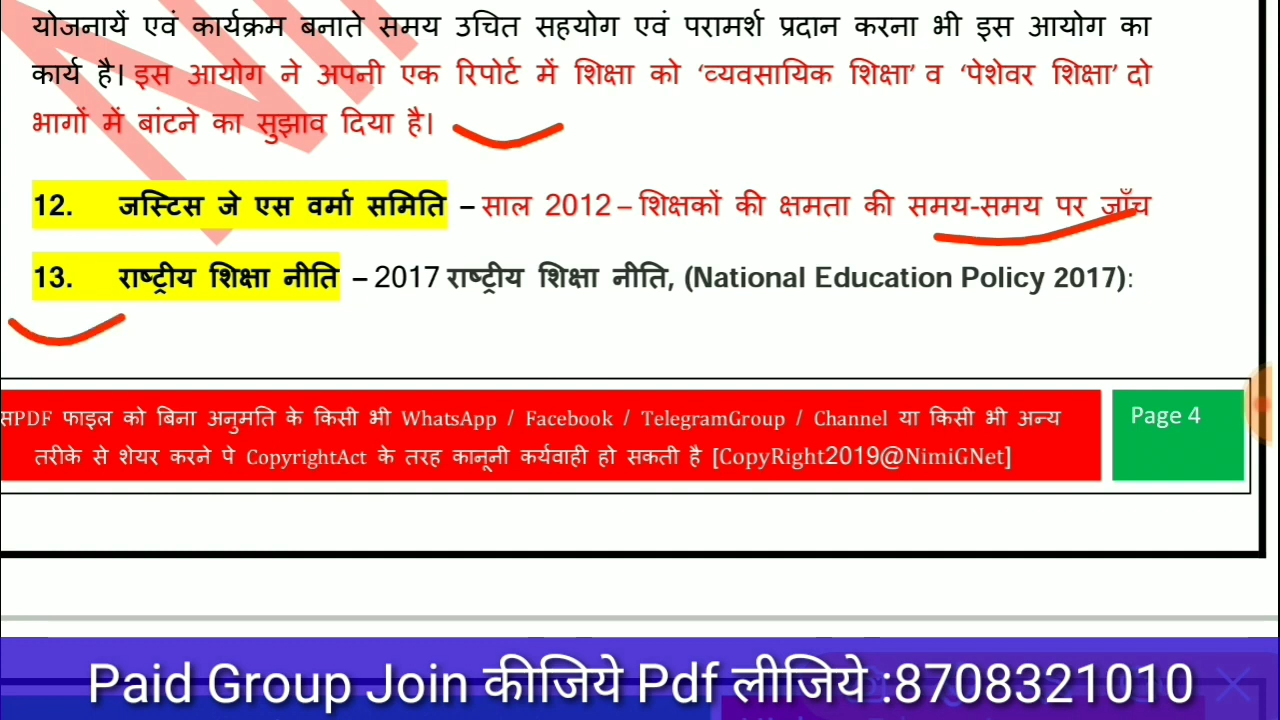 योजनायें एवं कार्यक्रम बनाते समय उचित सहयोग एवं परामर्श प्रदान करना भी इस आयोग का
कार्य है। इस आयोग ने अपनी एक रिपोर्ट में शिक्षा को ‘व्यवसायिक शिक्षा’ व ‘पेशेवर शिक्षा’ दो
भागों में बांटने का सुझाव दिया है।
12. जस्टिस जे एस वर्मा समिति – साल 2012 – शिक्षकों की क्षमता की समय-समय पर जाँच
13. राष्ट्रीय शिक्षा नीति – 2017 राष्ट्रीय शिक्षा नीति, (National Education Policy 2017):
सPDF फाइल को बिना अनुमति के किसी भी WhatsApp / Facebook / TelegramGroup / Channel या किसी भी अन्य
तरीके से शेयर करने पे CopyrightAct के तरह कानूनी कर्यवाही हो सकती है [CopyRight2019@NimiGNet]
Page 4
Paid Group Join कीजिये Pdf लीजिये :8708321010